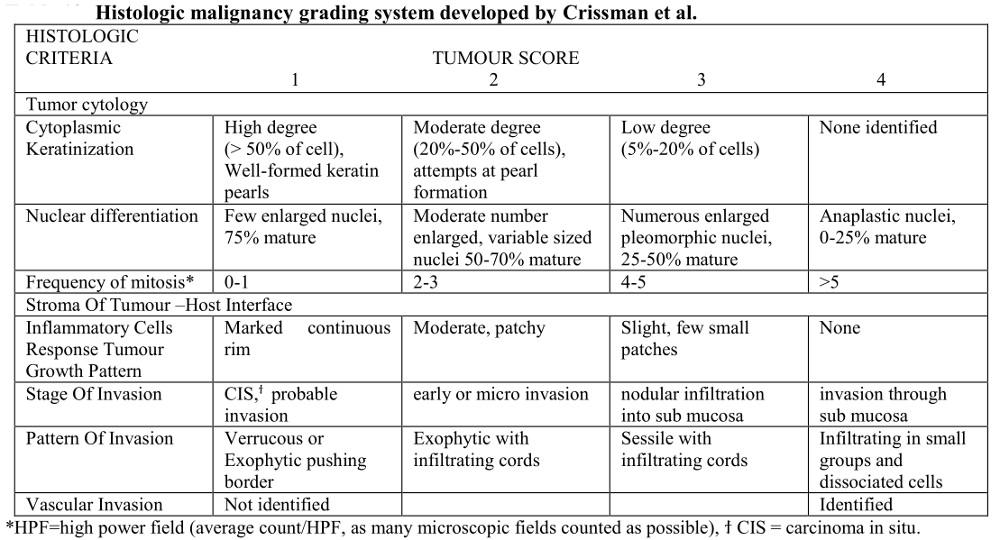 Histologic malignancy grading system developed by Crissman et al.
HISTOLOGIC
CRITERIA TUMOUR SCORE
1 2 3 4
Tumor cytology
Cytoplasmic High degree Moderate degree Low degree None identified
Keratinization (> 50% of cell), (20%-50% of cells), (5%-20% of cells)
Well-formed keratin attempts at pearl
pearls formation
Nuclear differentiation Few enlarged nuclei, Moderate number Numerous enlarged Anaplastic nuclei,
75% mature enlarged, variable sized pleomorphic nuclei, 0-25% mature
nuclei 50-70% mature 25-50% mature
Frequency of mitosis* 0-1 2-3 4-5 >5
Stroma Of Tumour –Host Interface
Inflammatory Cells Marked continuous Moderate, patchy Slight, few small None
Response Tumour rim patches
Growth Pattern
Stage Of Invasion CIS,† probable early or micro invasion nodular infiltration invasion through
invasion into sub mucosa sub mucosa
Pattern Of Invasion Verrucous or Exophytic with Sessile with Infiltrating in small
Exophytic pushing infiltrating cords infiltrating cords groups and
border dissociated cells
Vascular Invasion Not identified Identified
*HPF=high power field (average count/HPF, as many microscopic fields counted as possible), † CIS = carcinoma in situ.